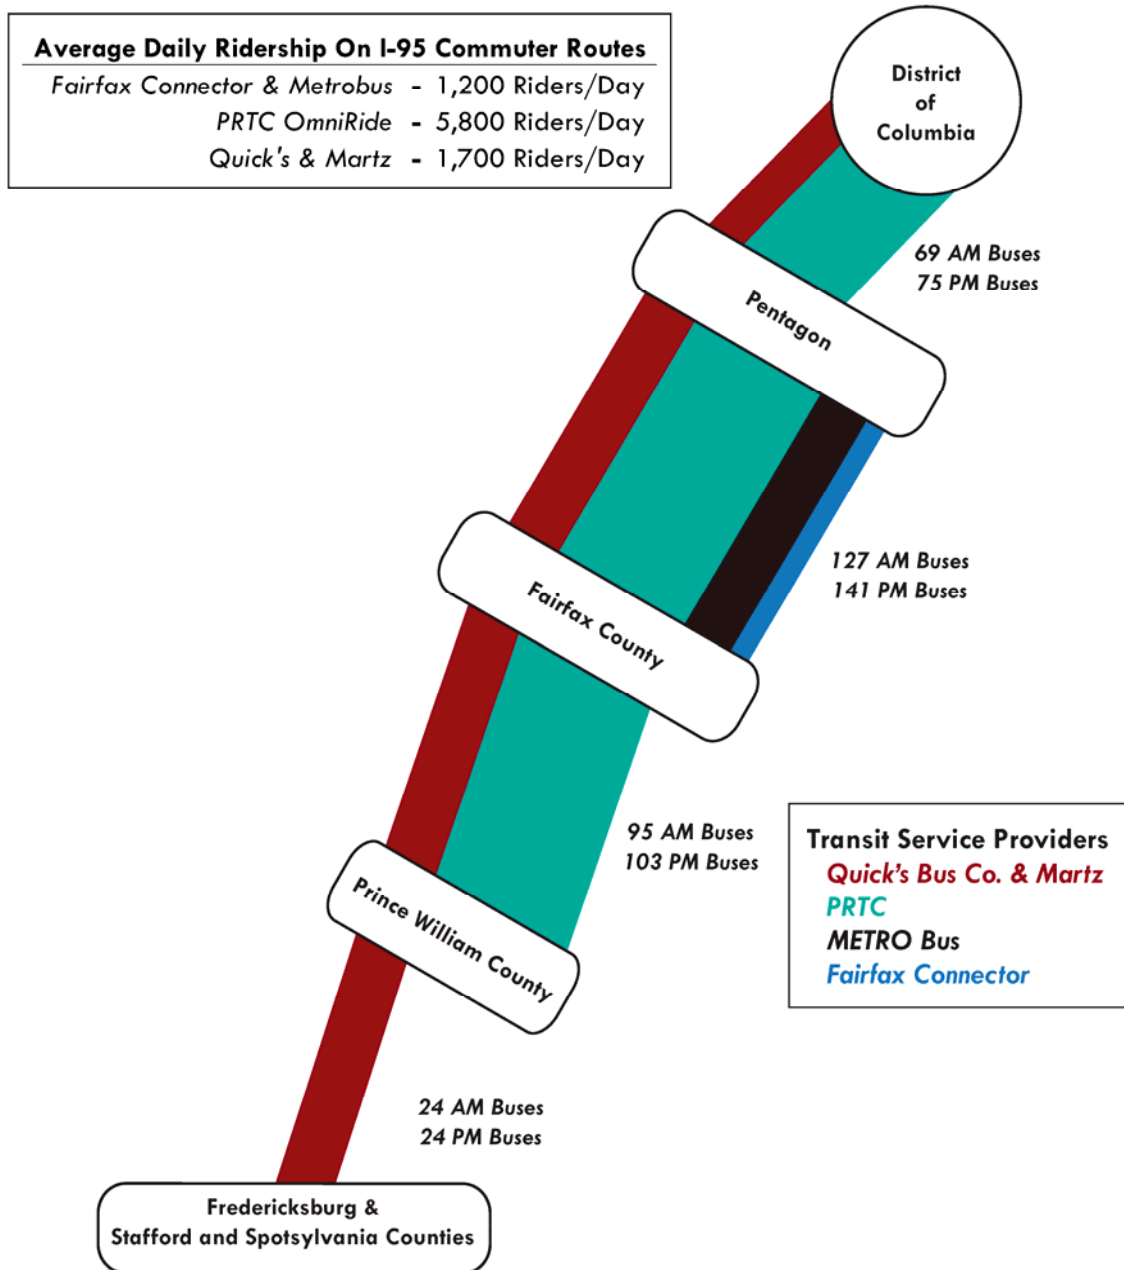 Average Daily Ridership On I-95 Commuter Routes
Fairfax Connector & Metrobus - 1,200 Riders/Day
PRTC OmniRide - 5,800 Riders/Day
Quick's & Martz - 1,700 Riders/Day
District
of
Columbia
69 AM Buses
75 PM Buses
Pentagon
127 AM Buses
141 PM Buses
Fairfax County
95 AM Buses
103 PM Buses
Transit Service Providers
Quick's Bus Co. & Martz
PRTC
METRO Bus
Fairfax Connector
Prince William County
24 AM Buses
24 PM Buses
Fredericksburg &
Stafford and Spotsylvania Counties